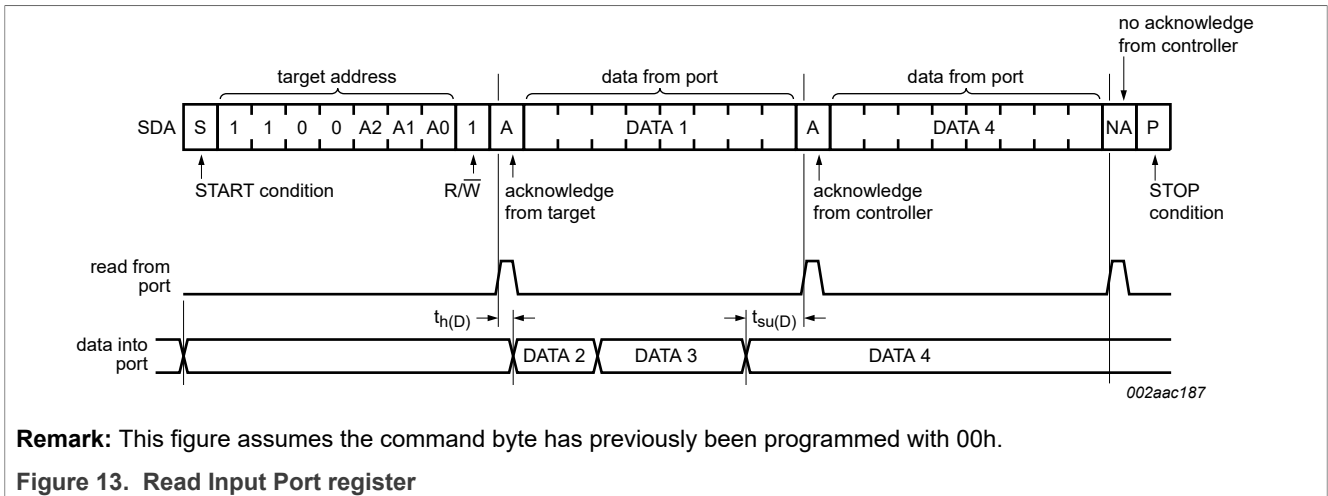 no acknowledge
from controller
target address
data from port
data from port
SDA S 1 1 0 0 A2 A1 A0 1 A DATA 1 A DATA 4 NA P
START condition
R/W̅
acknowledge
from target
acknowledge
from controller
STOP
condition
read from
port
th(D)
tsu(D)
data into
port
DATA 2 DATA 3 DATA 4
002aac187
Remark: This figure assumes the command byte has previously been programmed with 00h.
Figure 13. Read Input Port register